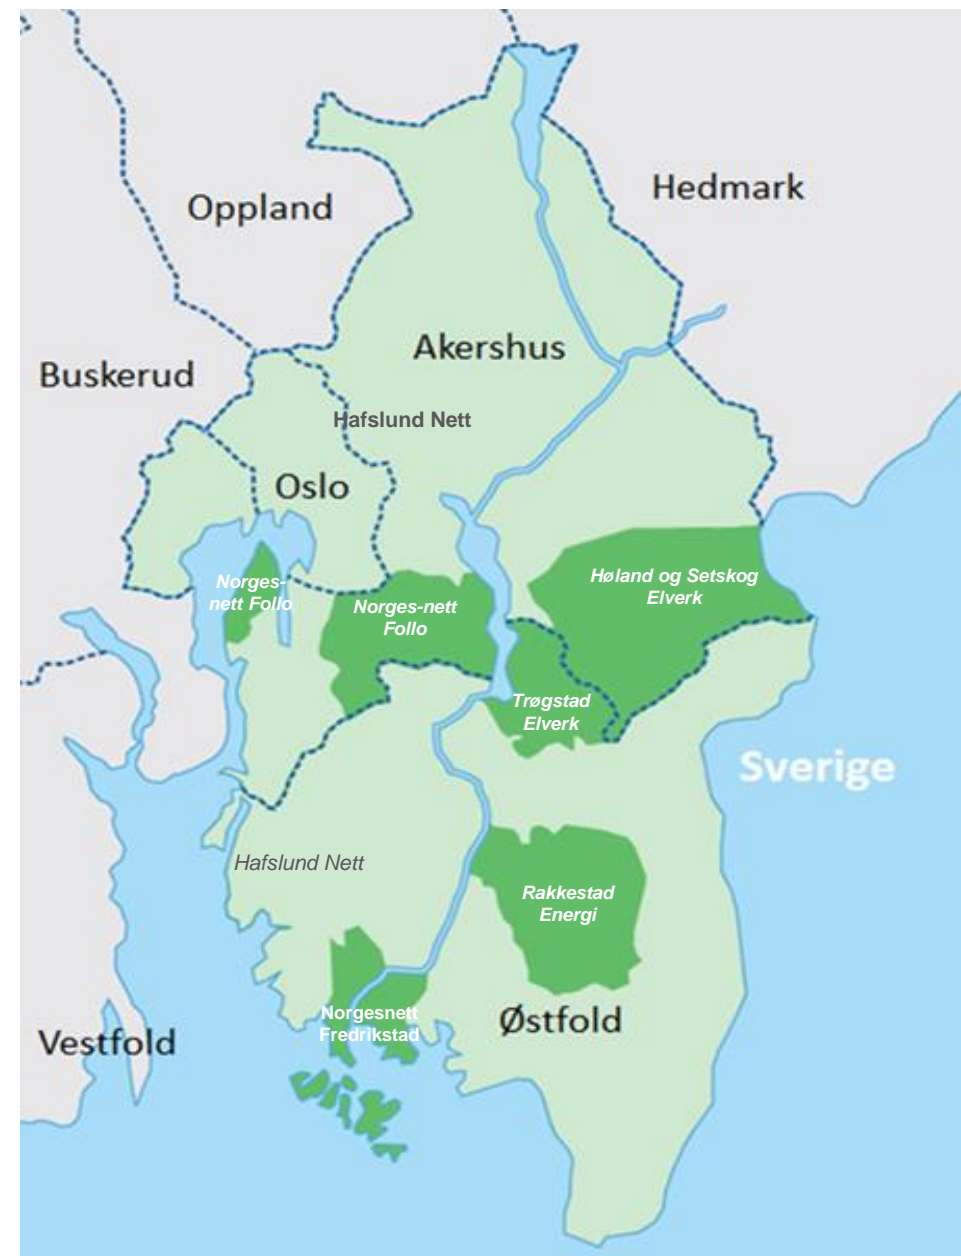 Hedmark
Oppland
Akershus
Buskerud
Hafslund Nett
Oslo
Norges-
nett Follo
Norges-nett
Follo
Høland og Setskog
Elverk
Trøgstad
Elverk
Sverige
Hafslund Nett
Rakkestad
Energi
Norgesnett
Fredrikstad
Østfold
Vestfold